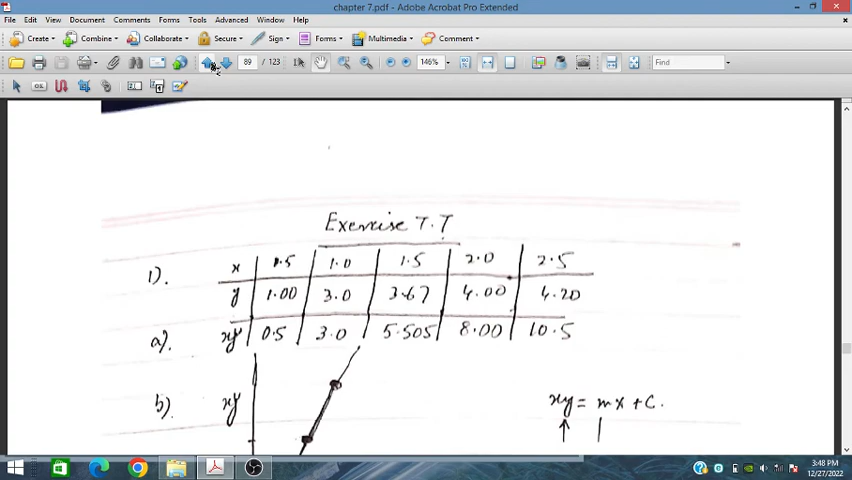 chapter 7.pdf - Adobe Acrobat Pro Extended
File Edit View Document Comments Forms Tools Advanced Window Help
Create Combine Collaborate Secure Sign Forms Multimedia Comment
89 / 123 146% Find
Exercise 7.7
1). x 0.5 1.0 1.5 2.0 2.5
y 1.00 3.0 3.67 4.00 4.20
a). xy 0.5 3.0 5.505 8.00 10.5
b) xy xy = mx + c.
3:48 PM
12/27/2022